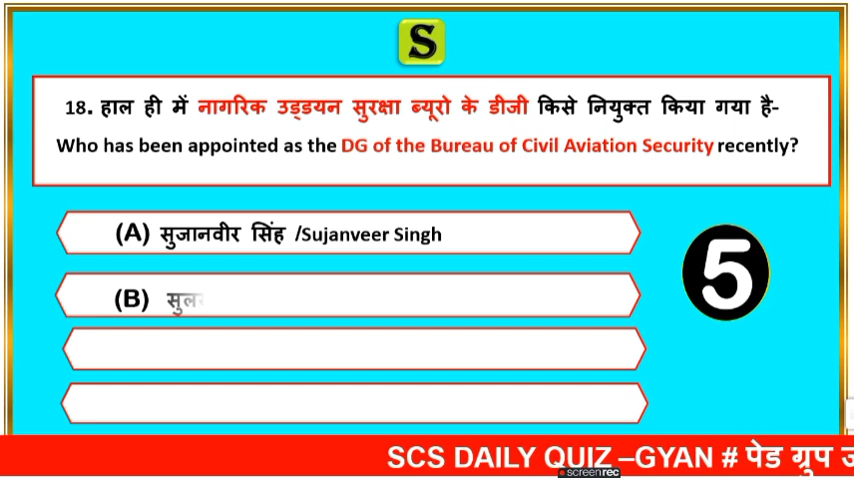 S
18. हाल ही में नागरिक उड्डयन सुरक्षा ब्यूरो के डीजी किसे नियुक्त किया गया है-
Who has been appointed as the DG of the Bureau of Civil Aviation Security recently?
(A) सुजानवीर सिंह /Sujanveer Singh
5
(B)
SCS DAILY QUIZ –GYAN # पेड ग्रुप
screenrec